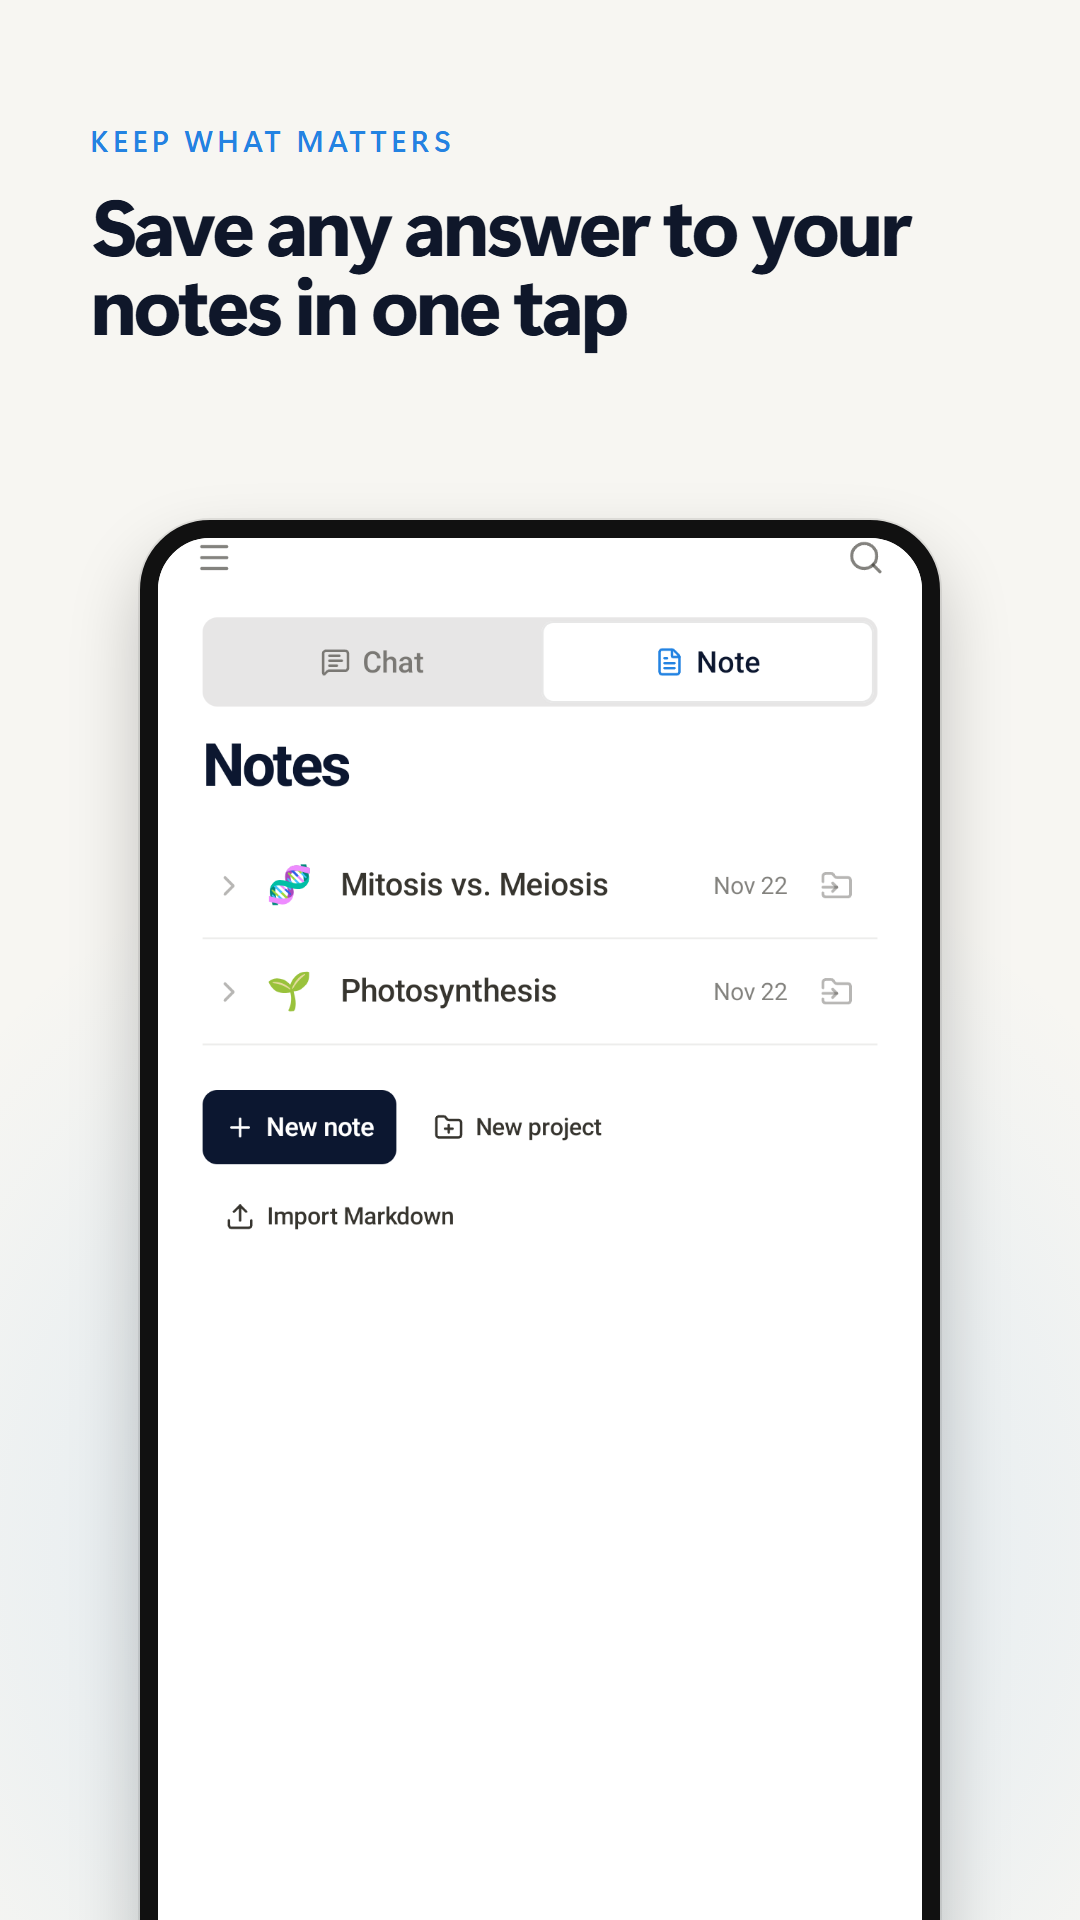 KEEP WHAT MATTERS
Save any answer to your
notes in one tap
Chat
Note
Notes
Mitosis vs. Meiosis
Nov 22
Photosynthesis
Nov 22
New note
New project
Import Markdown